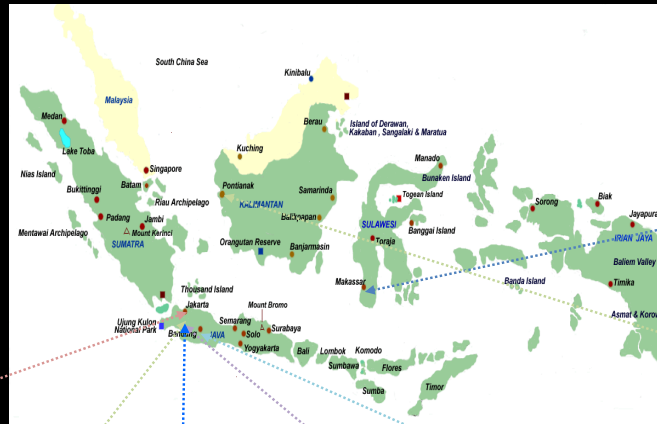 South China Sea
Kinibalu
Malaysia
Medan
Berau
Island of Derawan,
Kakaban , Sangalaki & Maratua
Lake Toba
Kuching
Manado
Nias Island
Singapore
Bunaken Island
Batam
Pontianak
Samarinda
Togean Island
Biak
Bukittinggi
Riau Archipelago
KALIMANTAN
Sorong
Padang
Jambi
Balikpapan
SULAWESI
Banggai Island
Jayapura
Mentawai Archipelago
Mount Kerinci
SUMATRA
Toraja
IRIAN JAYA
Orangutan Reserve
Banjarmasin
Baliem Valley
Makassar
Banda Island
Timika
Thousand Island
Jakarta
Mount Bromo
Asmat & Korow
Ujung Kulon
National Park
Semarang
Bandung
JAVA
Solo
Surabaya
Yogyakarta
Bali
Lombok
Komodo
Sumbawa
Flores
Sumba
Timor